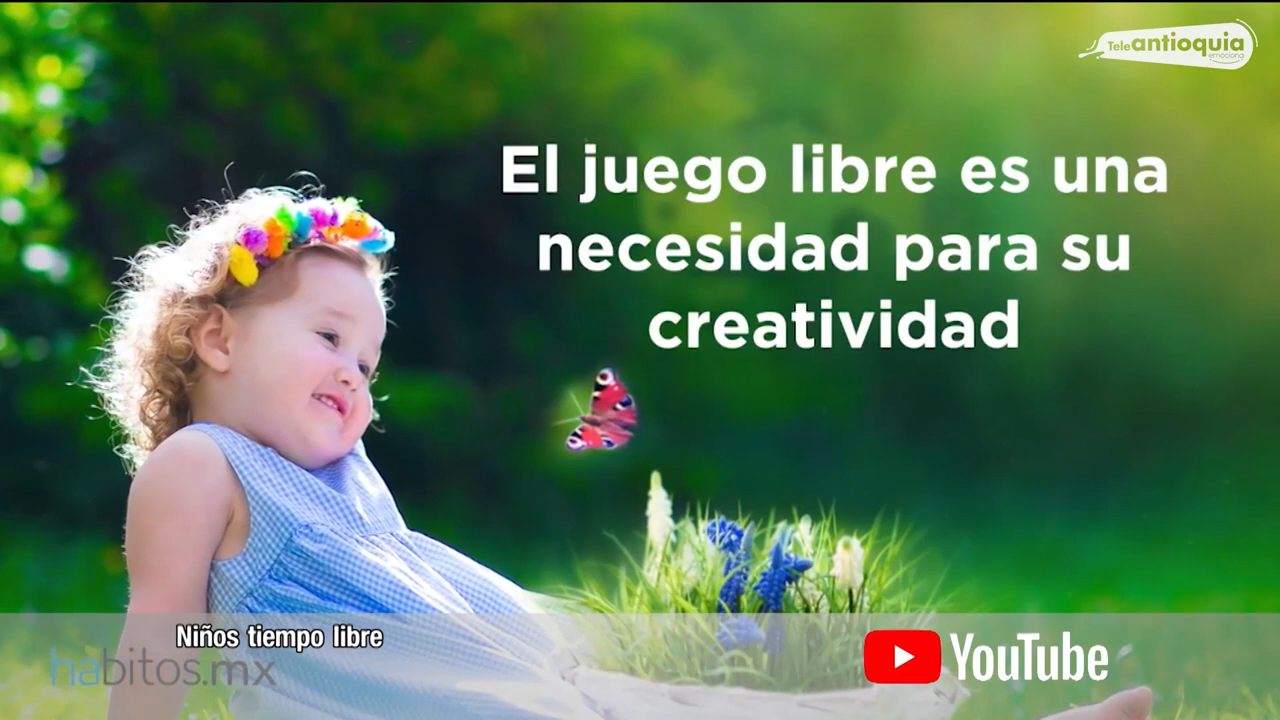 Teleantioquia
emociona
El juego libre es una
necesidad para su
creatividad
Niños tiempo libre
habitos.mx
YouTube